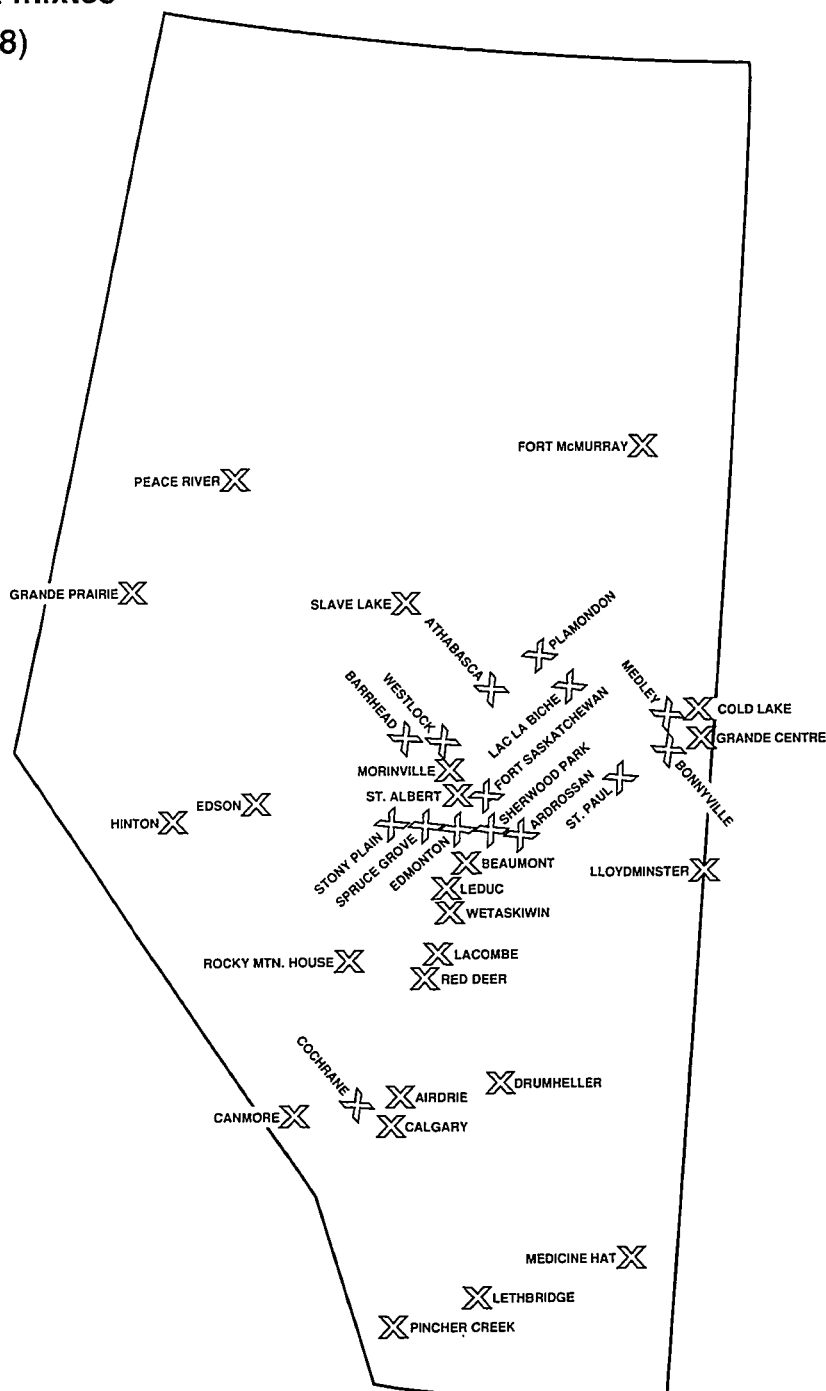 8)
FORT McMURRAY
PEACE RIVER
GRANDE PRAIRIE
SLAVE LAKE
PLAMONDON
ATHABASCA
MEDLEY
WESTLOCK
BARRHEAD
LAC LA BICHE
COLD LAKE
FORT SASKATCHEWAN
GRANDE CENTRE
BONNYVILLE
MORINVILLE
SHERWOOD PARK
ST. ALBERT
ARDROSSAN
ST. PAUL
EDSON
HINTON
STONY PLAIN
SPRUCE GROVE
EDMONTON
BEAUMONT
LLOYDMINSTER
LEDUC
WETASKIWIN
LACOMBE
ROCKY MTN. HOUSE
RED DEER
COCHRANE
DRUMHELLER
AIRDRIE
CANMORE
CALGARY
MEDICINE HAT
LETHBRIDGE
PINCHER CREEK